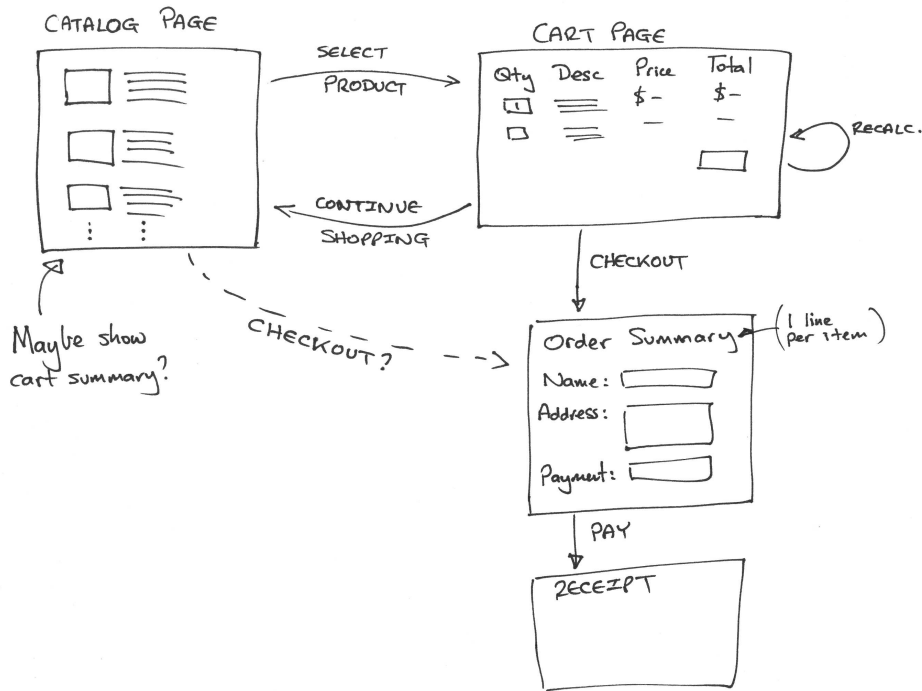 CATALOG PAGE
SELECT
PRODUCT
CART PAGE
Qty Desc Price Total
1 $- $-
- -
RECALC.
CONTINUE
SHOPPING
CHECKOUT
Maybe show
cart summary?
CHECKOUT?
Order Summary
(1 line
per item)
Name:
Address:
Payment:
PAY
RECEIPT